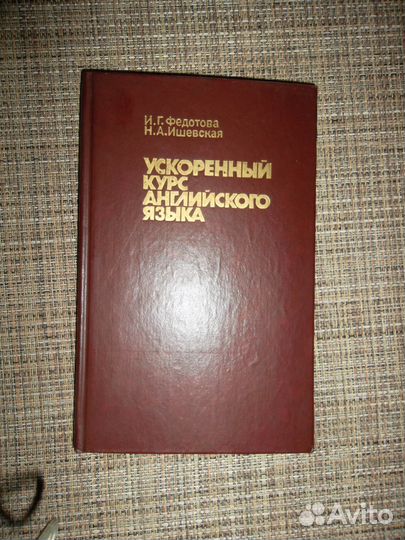 И.Г.Федотова
Н.А.Ишевская
УСКОРЕННЫЙ
КУРС
АНГЛИЙСКОГО
ЯЗЫКА
Avito